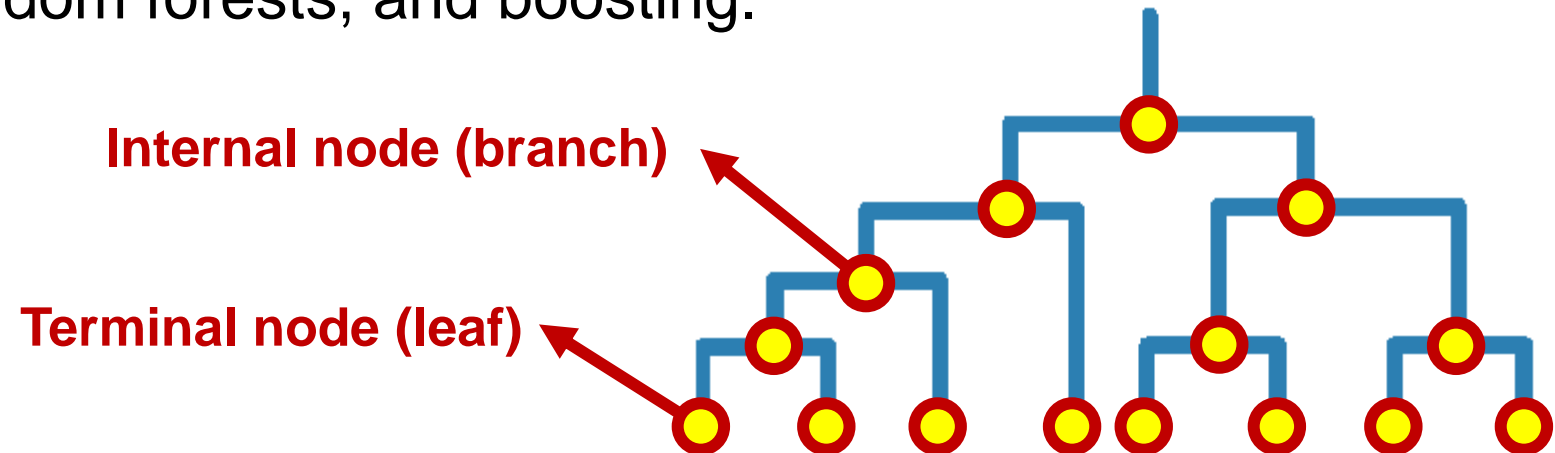 dom forests, and boosting.
Internal node (branch)
Terminal node (leaf)